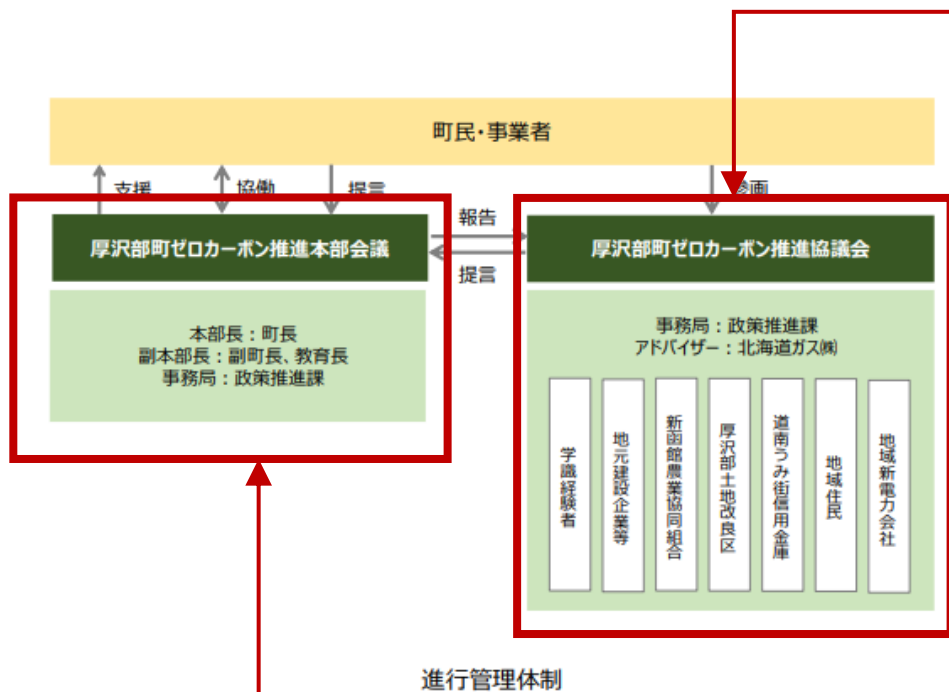 町民・事業者
支援
協働
提言
参画
厚沢部町ゼロカーボン推進本部会議
報告
提言
厚沢部町ゼロカーボン推進協議会
本部長：町長
副本部長：副町長、教育長
事務局：政策推進課
事務局：政策推進課
アドバイザー：北海道ガス㈱
学識経験者
地元建設企業等
新函館農業協同組合
厚沢部土地改良区
道南うみ街信用金庫
地域住民
地域新電力会社
進行管理体制